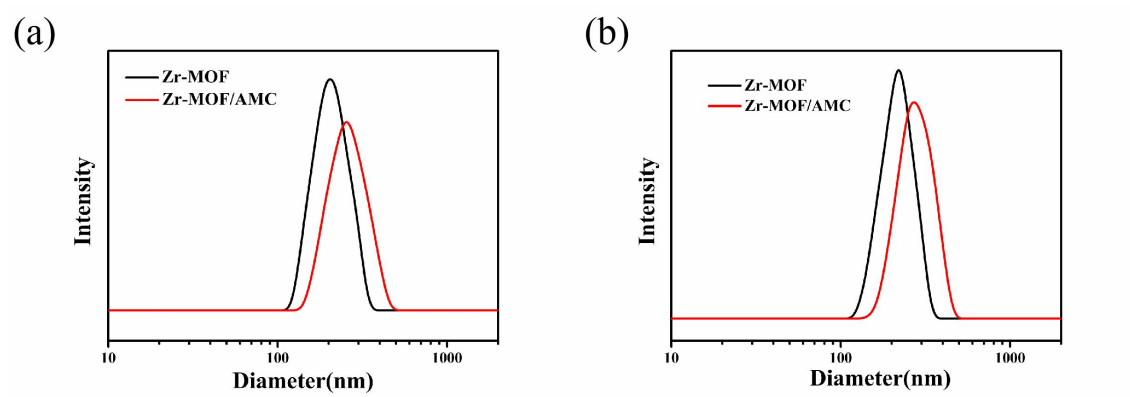 (a)
Zr-MOF
Zr-MOF/AMC
Intensity
10
100
1000
Diameter(nm)
(b)
Zr-MOF
Zr-MOF/AMC
Intensity
10
100
1000
Diameter(nm)